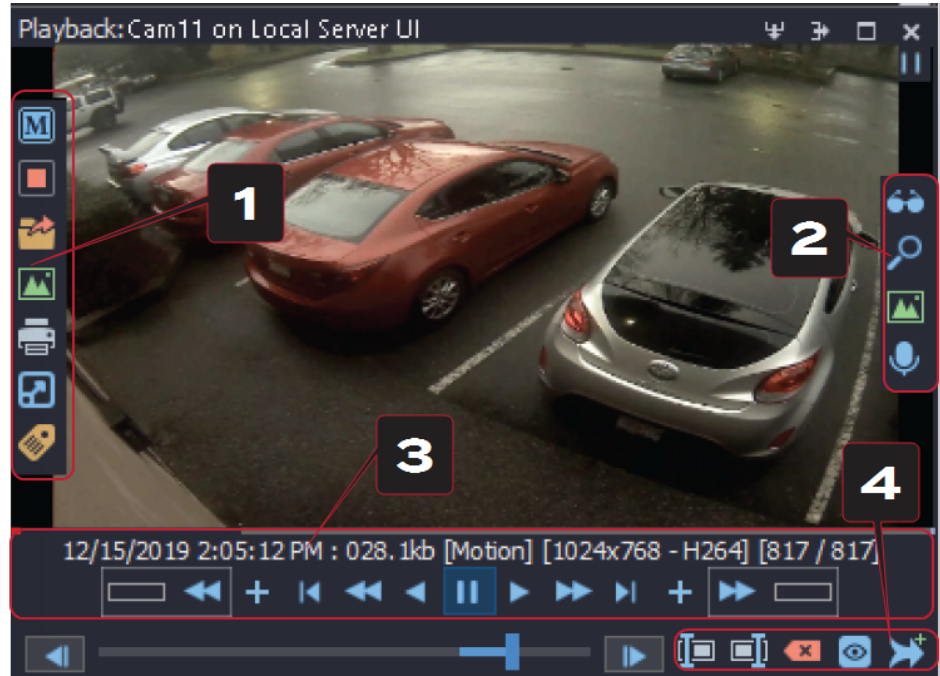 Playback: Cam11 on Local Server UI
M
1
2
3
4
12/15/2019 2:05:12 PM : 028.1kb [Motion] [1024x768 - H264] [817 / 817]